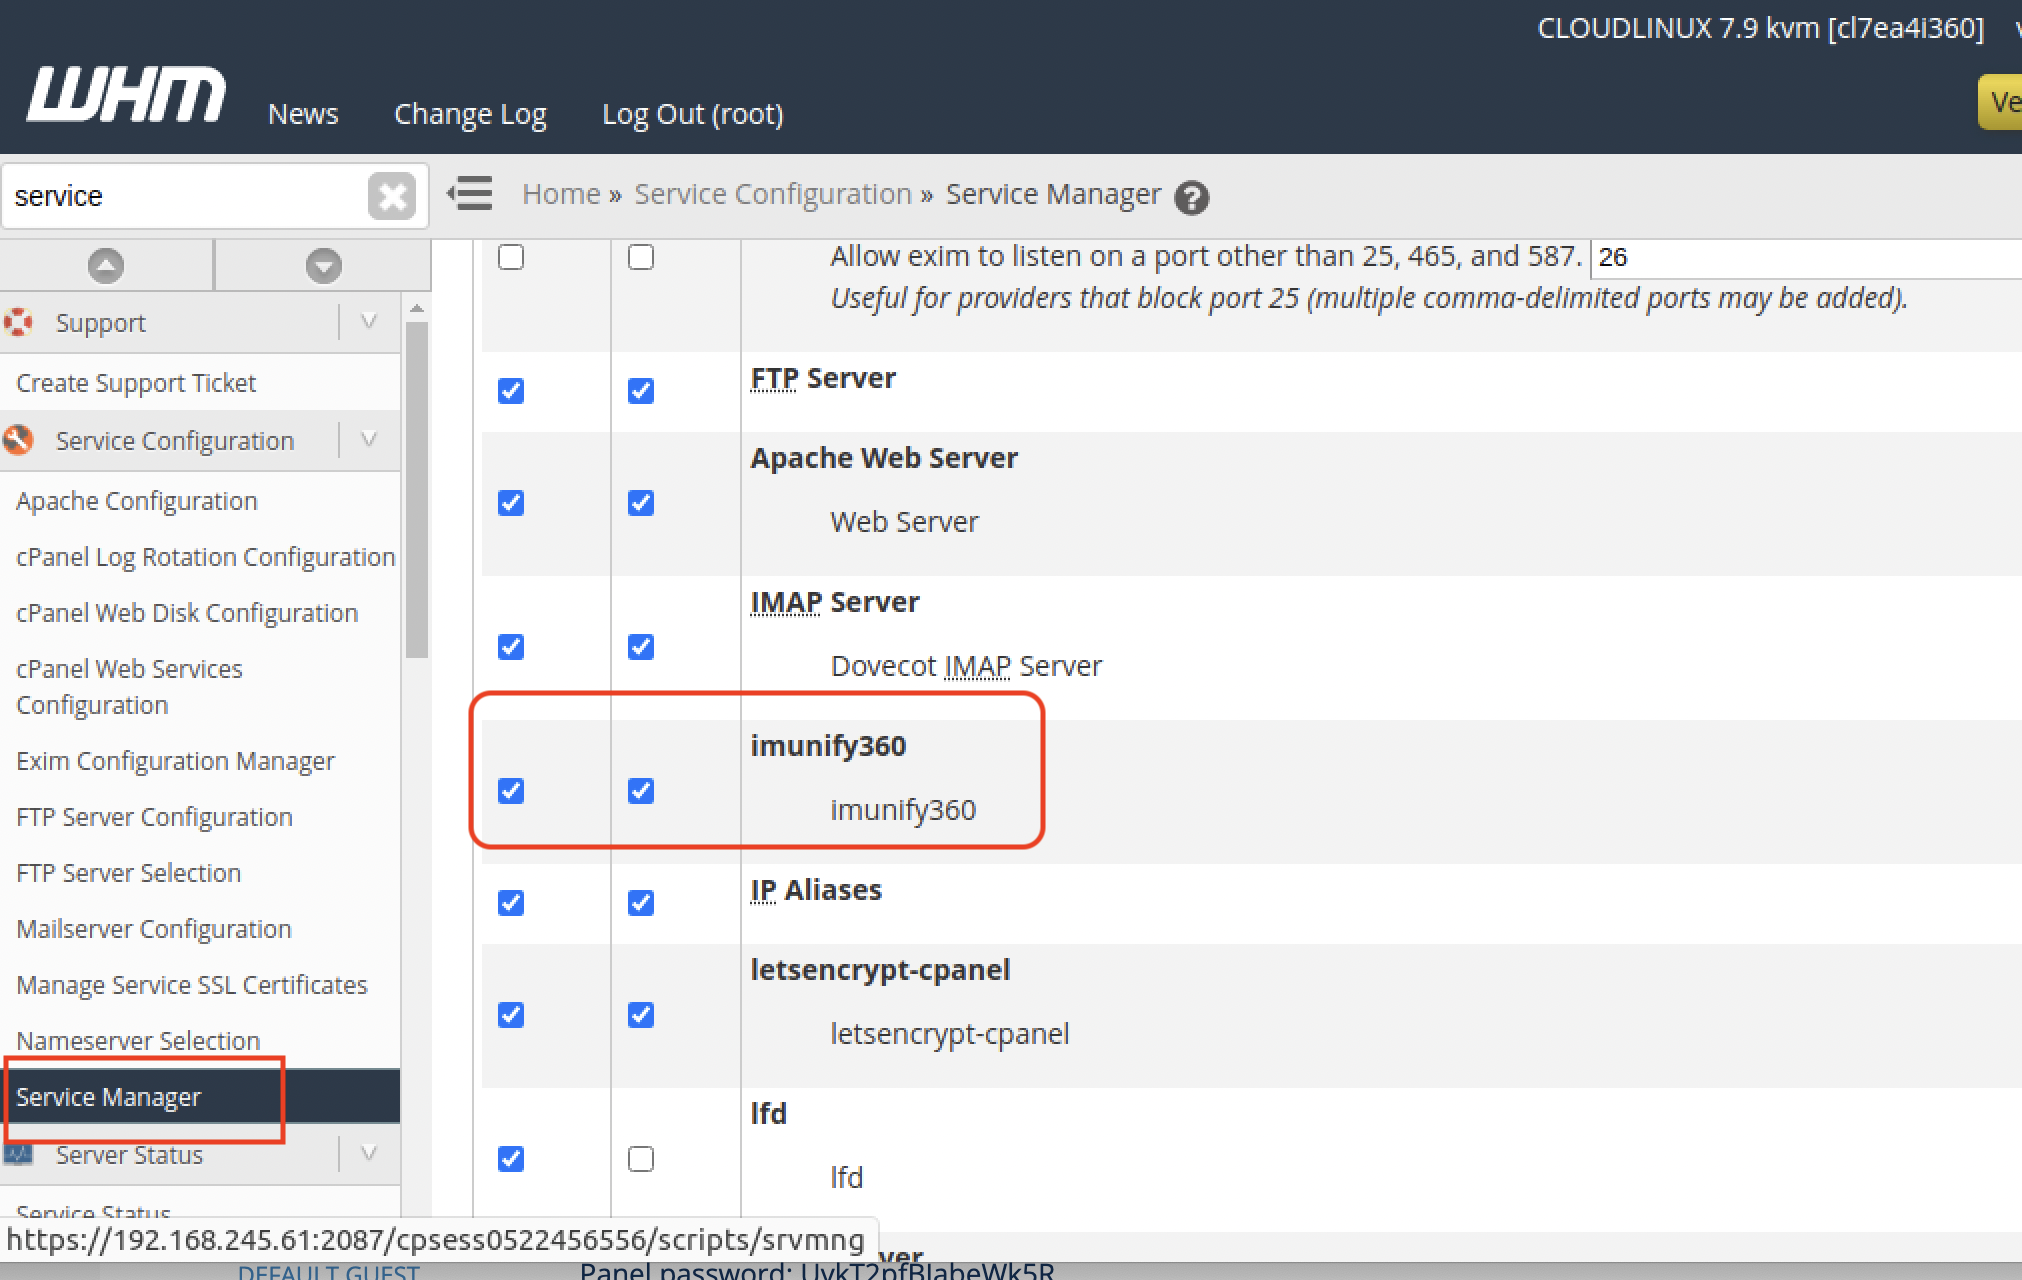 CLOUDLINUX 7.9 kvm [cl7ea4i360] v
WHM
News
Change Log
Log Out (root)
Ve
service
Home » Service Configuration » Service Manager ?
Support
Create Support Ticket
Service Configuration
Apache Configuration
cPanel Log Rotation Configuration
cPanel Web Disk Configuration
cPanel Web Services
Configuration
Exim Configuration Manager
FTP Server Configuration
FTP Server Selection
Mailserver Configuration
Manage Service SSL Certificates
Nameserver Selection
Service Manager
Server Status
Service Status
Allow exim to listen on a port other than 25, 465, and 587. 26
Useful for providers that block port 25 (multiple comma-delimited ports may be added).
FTP Server
Apache Web Server
Web Server
IMAP Server
Dovecot IMAP Server
imunify360
imunify360
IP Aliases
letsencrypt-cpanel
letsencrypt-cpanel
lfd
lfd
ver
https://192.168.245.61:2087/cpsess0522456556/scripts/srvmng
DEFAULT GUEST
Panel password: